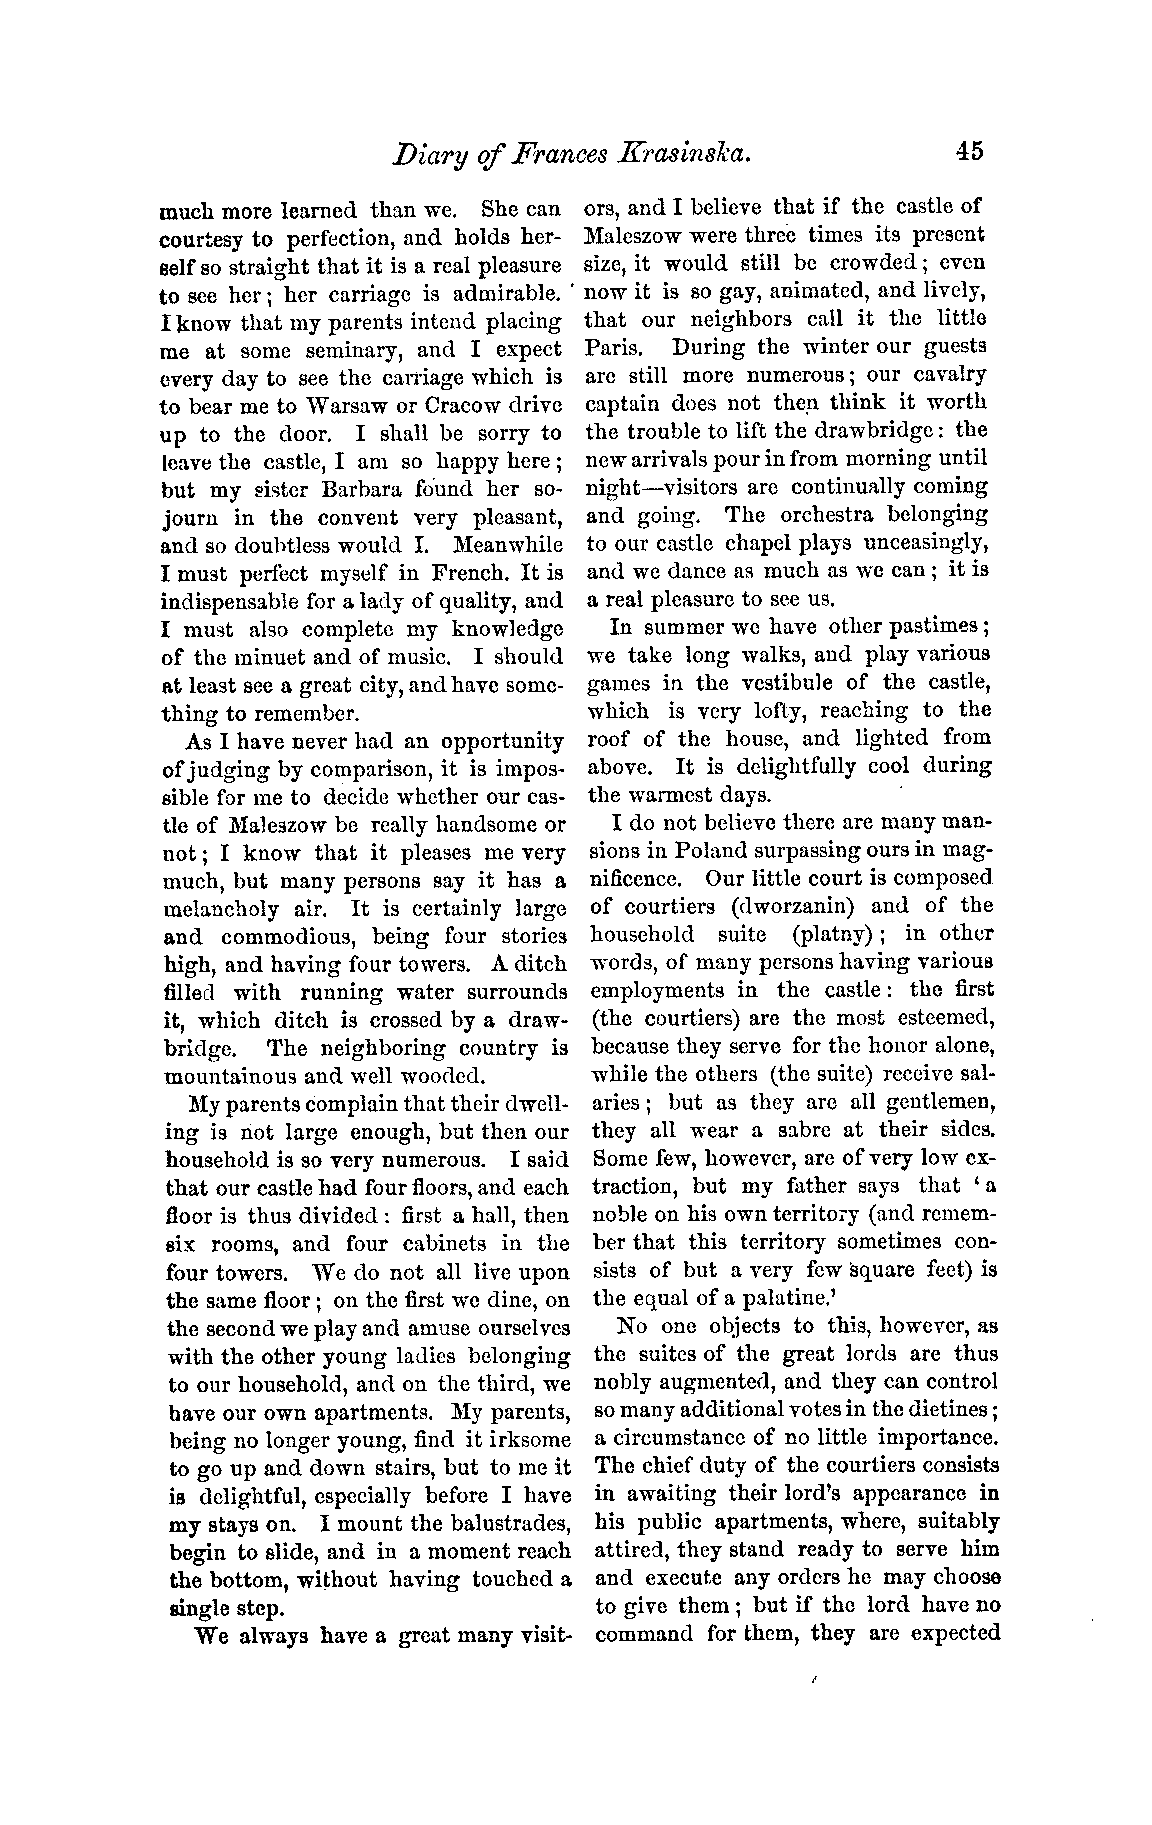 Diary of Frances Krasinska. 45
much more learned than we. She can
courtesy to perfection, and holds her-
self so straight that it is a real pleasure
to see her; her carriage is admirable.
I know that my parents intend placing
me at some seminary, and I expect
every day to see the carriage which is
to bear me to Warsaw or Cracow drive
up to the door. I shall be sorry to
leave the castle, I am so happy here;
but my sister Barbara found her so-
journ in the convent very pleasant,
and so doubtless would I. Meanwhile
I must perfect myself in French. It is
indispensable for a lady of quality, and
I must also complete my knowledge
of the minuet and of music. I should
at least see a great city, and have some-
thing to remember.
As I have never had an opportunity
of judging by comparison, it is impos-
sible for me to decide whether our cas-
tle of Maleszow be really handsome or
not; I know that it pleases me very
much, but many persons say it has a
melancholy air. It is certainly large
and commodious, being four stories
high, and having four towers. A ditch
filled with running water surrounds
it, which ditch is crossed by a draw-
bridge. The neighboring country is
mountainous and well wooded.
My parents complain that their dwell-
ing is not large enough, but then our
household is so very numerous. I said
that our castle had four floors, and each
floor is thus divided: first a hall, then
six rooms, and four cabinets in the
four towers. We do not all live upon
the same floor; on the first we dine, on
the second we play and amuse ourselves
with the other young ladies belonging
to our household, and on the third, we
have our own apartments. My parents,
being no longer young, find it irksome
to go up and down stairs, but to me it
is delightful, especially before I have
my stays on. I mount the balustrades,
begin to slide, and in a moment reach
the bottom, without having touched a
single step.
We always have a great many visit-
ors, and I believe that if the castle of
Maleszow were three times its present
size, it would still be crowded; even
now it is so gay, animated, and lively,
that our neighbors call it the little
Paris. During the winter our guests
are still more numerous; our cavalry
captain does not then think it worth
the trouble to lift the drawbridge: the
new arrivals pour in from morning until
night—visitors are continually coming
and going. The orchestra belonging
to our castle chapel plays unceasingly,
and we dance as much as we can; it is
a real pleasure to see us.
In summer we have other pastimes;
we take long walks, and play various
games in the vestibule of the castle,
which is very lofty, reaching to the
roof of the house, and lighted from
above. It is delightfully cool during
the warmest days.
I do not believe there are many man-
sions in Poland surpassing ours in mag-
nificence. Our little court is composed
of courtiers (dworzanin) and of the
household suite (platny); in other
words, of many persons having various
employments in the castle: the first
(the courtiers) are the most esteemed,
because they serve for the honor alone,
while the others (the suite) receive sal-
aries; but as they are all gentlemen,
they all wear a sabre at their sides.
Some few, however, are of very low ex-
traction, but my father says that 'a
noble on his own territory (and remem-
ber that this territory sometimes con-
sists of but a very few square feet) is
the equal of a palatine.'
No one objects to this, however, as
the suites of the great lords are thus
nobly augmented, and they can control
so many additional votes in the dietines;
a circumstance of no little importance.
The chief duty of the courtiers consists
in awaiting their lord's appearance in
his public apartments, where, suitably
attired, they stand ready to serve him
and execute any orders he may choose
to give them; but if the lord have no
command for them, they are expected